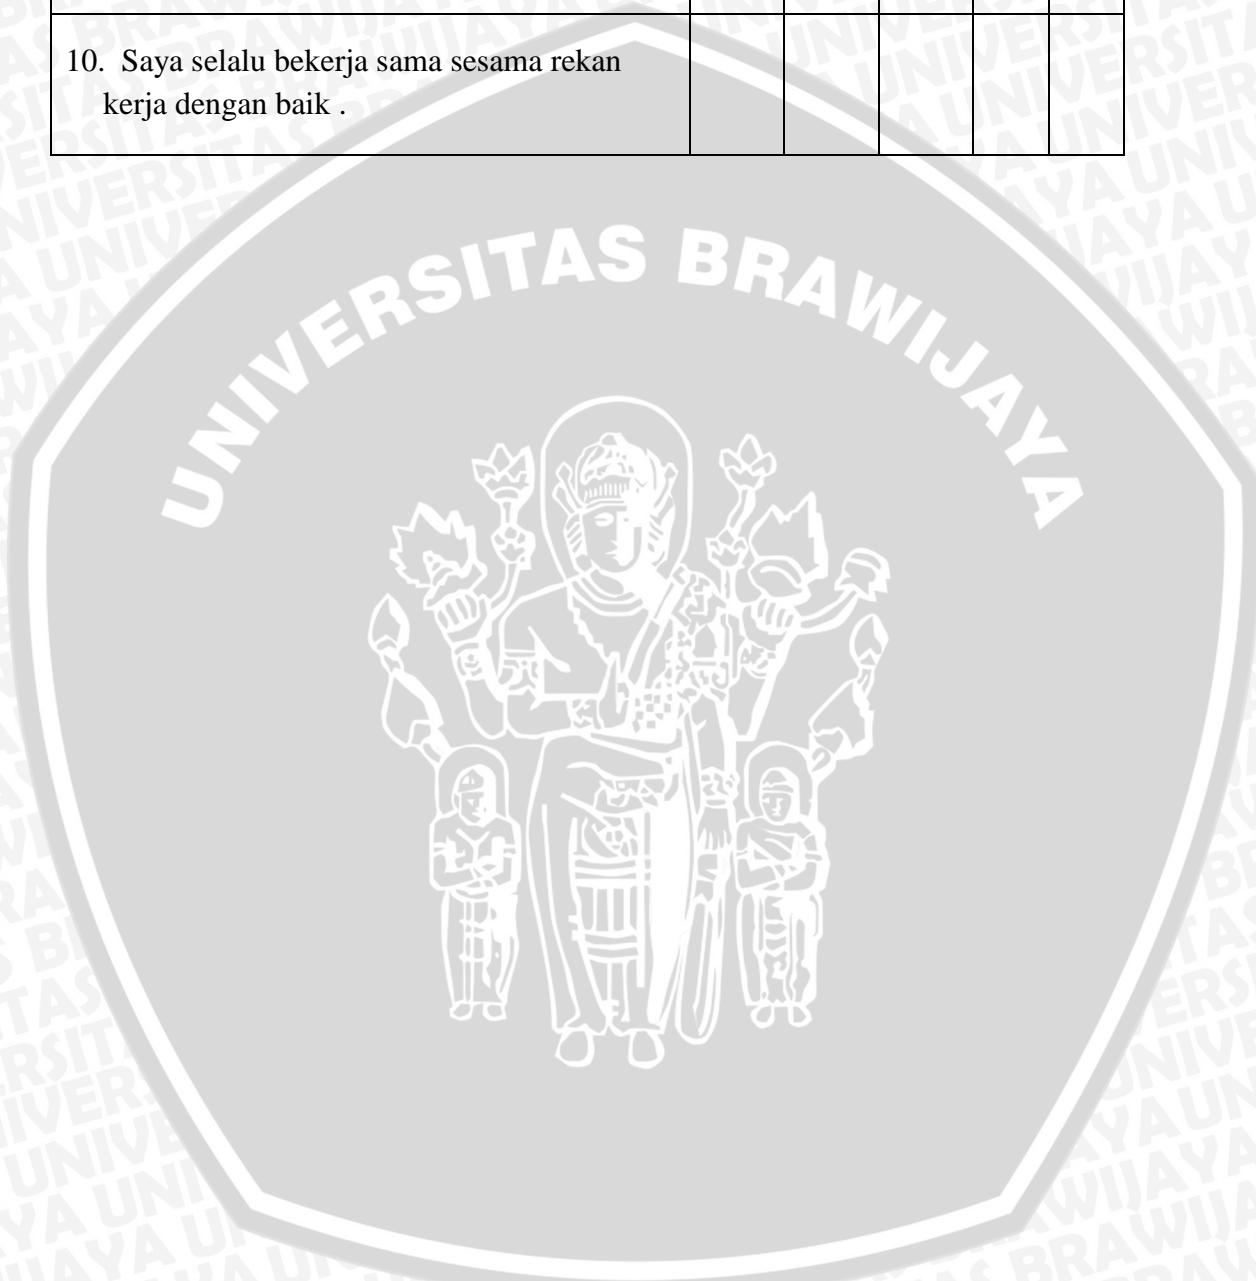 10. Saya selalu bekerja sama sesama rekan
kerja dengan baik .
UNIVERSITAS BRAWIJAYA